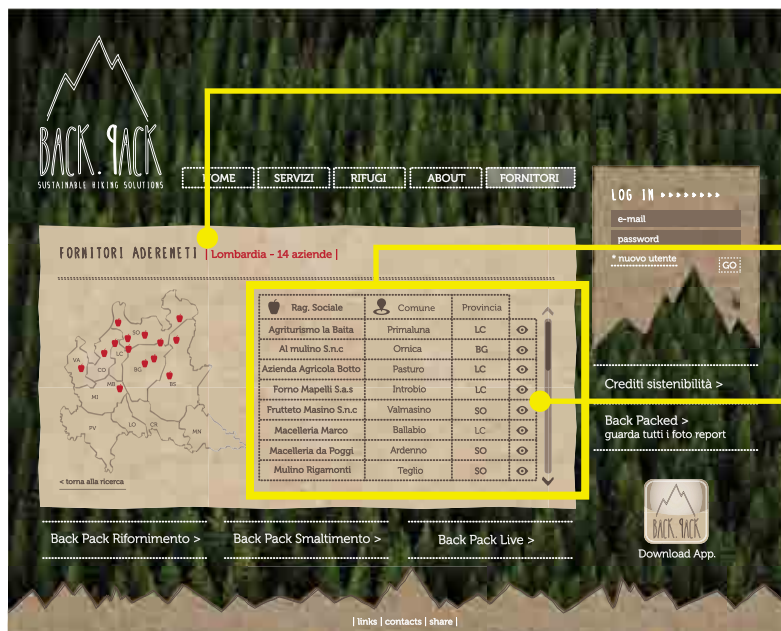 BACK. PACK
SUSTAINABLE HIKING SOLUTIONS
HOME SERVIZI RIFUGI ABOUT FORNITORI
LOG IN
e-mail
password
* nuovo utente
GO
FORNITORI ADEREMETI | Lombardia - 14 aziende |
Rag. Sociale Comune Provincia
Agriturismo la Baita Primaluna LC
Al mulino S.n.c Ornica BG
Azienda Agricola Botto Pasturo LC
Forno Mapelli S.a.s Introbio LC
Frutteto Masino S.n.c Valmasino SO
Macelleria Marco Ballabio LC
Macelleria da Poggi Ardenno SO
Mulino Rigamonti Teglio SO
SO
LC
VA
CO
BG
MB
BS
MI
PV
LO
CR
MN
< torna alla ricerca
Crediti sistenibilità >
Back Packed >
guarda tutti i foto report
BACK. PACK
Download App.
Back Pack Rifornimento > Back Pack Smaltimento > Back Pack Live >
| links | contacts | share |